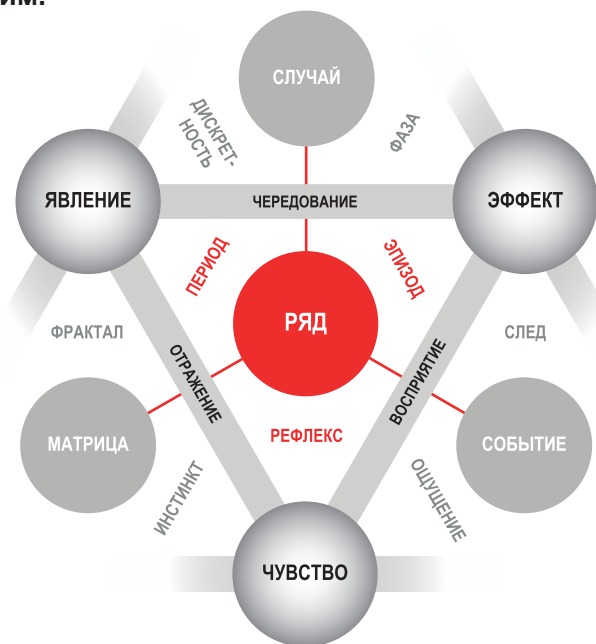 СЛУЧАЙ
ДИСКРЕТ-
НОСТЬ
ФАЗА
ЯВЛЕНИЕ
ЧЕРЕДОВАНИЕ
ЭФФЕКТ
ПЕРИОД
ЭПИЗОД
РЯД
ФРАКТАЛ
СЛЕД
ОТРАЖЕНИЕ
ВОСПРИЯТИЕ
МАТРИЦА
РЕФЛЕКС
СОБЫТИЕ
ИНСТИНКТ
ОЩУЩЕНИЕ
ЧУВСТВО